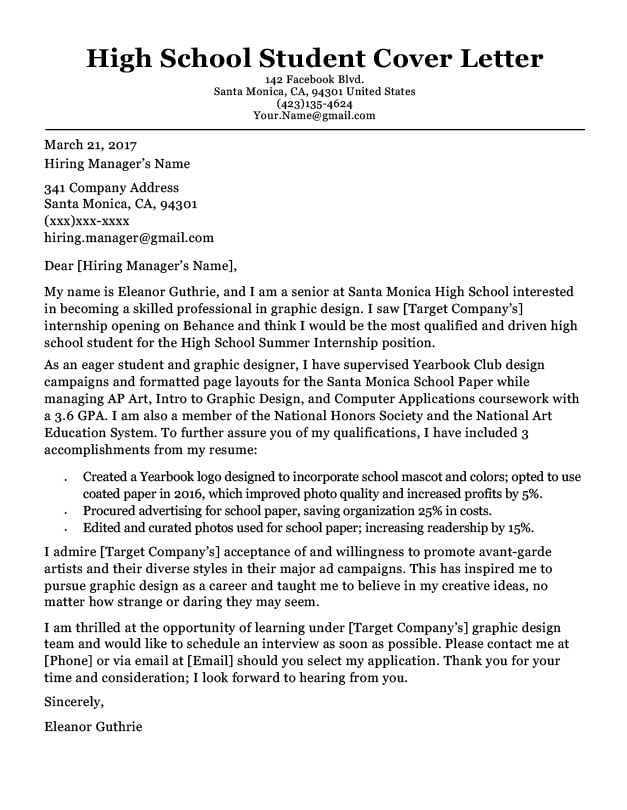 High School Student Cover Letter
142 Facebook Blvd.
Santa Monica, CA, 94301 United States
(423)135-4624
Your.Name@gmail.com
March 21, 2017
Hiring Manager’s Name
341 Company Address
Santa Monica, CA, 94301
(xxx)xxx-xxxx
hiring.manager@gmail.com
Dear [Hiring Manager’s Name],
My name is Eleanor Guthrie, and I am a senior at Santa Monica High School interested
in becoming a skilled professional in graphic design. I saw [Target Company’s]
internship opening on Behance and think I would be the most qualified and driven high
school student for the High School Summer Internship position.
As an eager student and graphic designer, I have supervised Yearbook Club design
campaigns and formatted page layouts for the Santa Monica School Paper while
managing AP Art, Intro to Graphic Design, and Computer Applications coursework with
a 3.6 GPA. I am also a member of the National Honors Society and the National Art
Education System. To further assure you of my qualifications, I have included 3
accomplishments from my resume:
• Created a Yearbook logo designed to incorporate school mascot and colors; opted to use
coated paper in 2016, which improved photo quality and increased profits by 5%.
• Procured advertising for school paper, saving organization 25% in costs.
• Edited and curated photos used for school paper; increasing readership by 15%.
I admire [Target Company’s] acceptance of and willingness to promote avant-garde
artists and their diverse styles in their major ad campaigns. This has inspired me to
pursue graphic design as a career and taught me to believe in my creative ideas, no
matter how strange or daring they may seem.
I am thrilled at the opportunity of learning under [Target Company’s] graphic design
team and would like to schedule an interview as soon as possible. Please contact me at
[Phone] or via email at [Email] should you select my application. Thank you for your
time and consideration; I look forward to hearing from you.
Sincerely,
Eleanor Guthrie